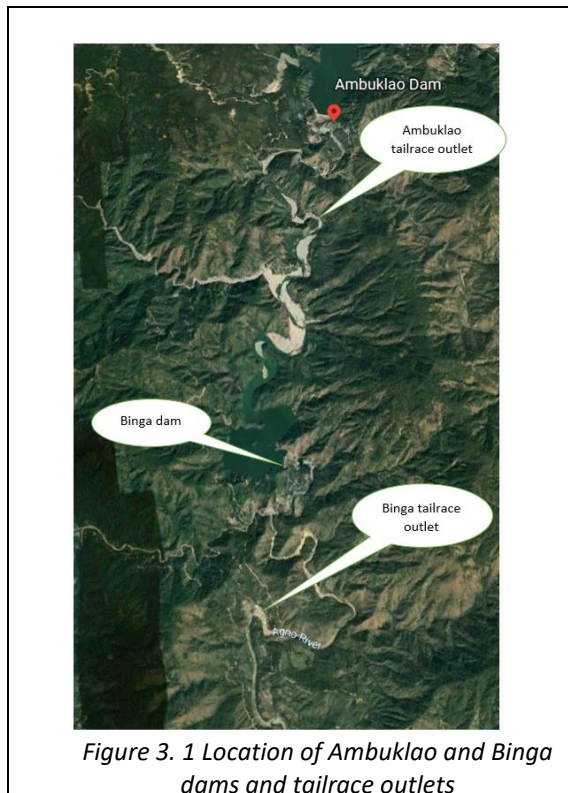 Ambuklao Dam
Ambuklao
tailrace outlet
Binga dam
Binga tailrace
outlet
Agno River
Figure 3. 1 Location of Ambuklao and Binga
dams and tailrace outlets